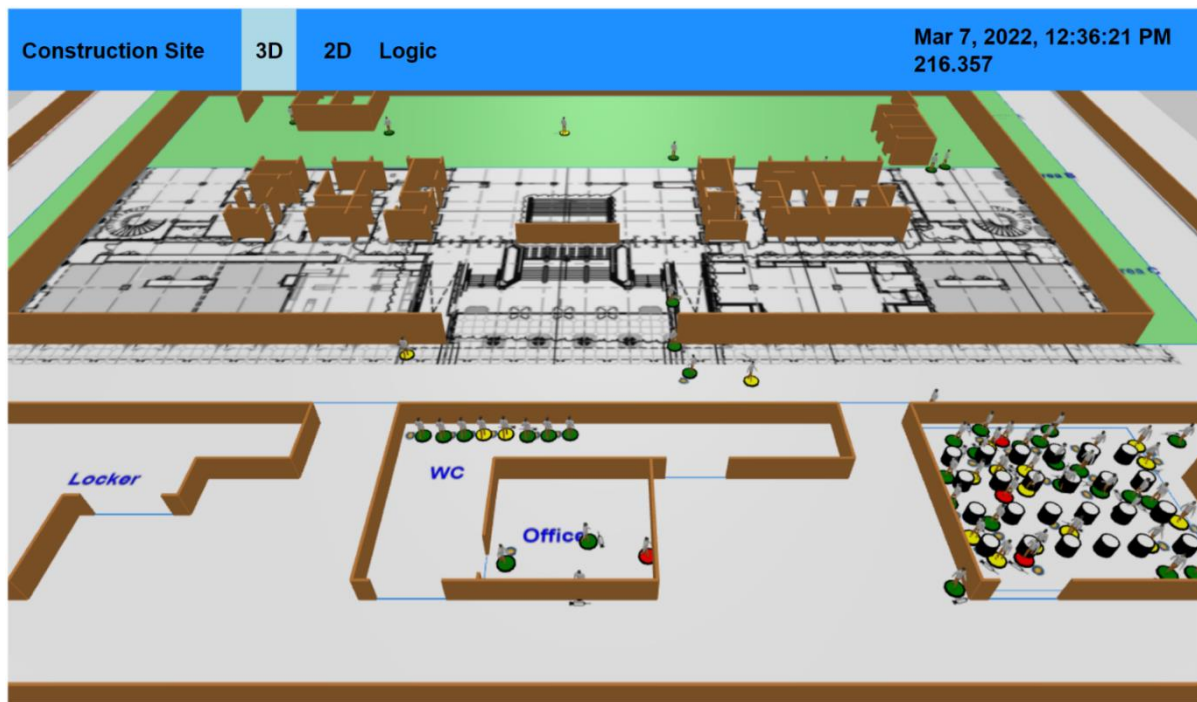 Construction Site 3D 2D Logic
Mar 7, 2022, 12:36:21 PM
216.357
Locker
WC
Office